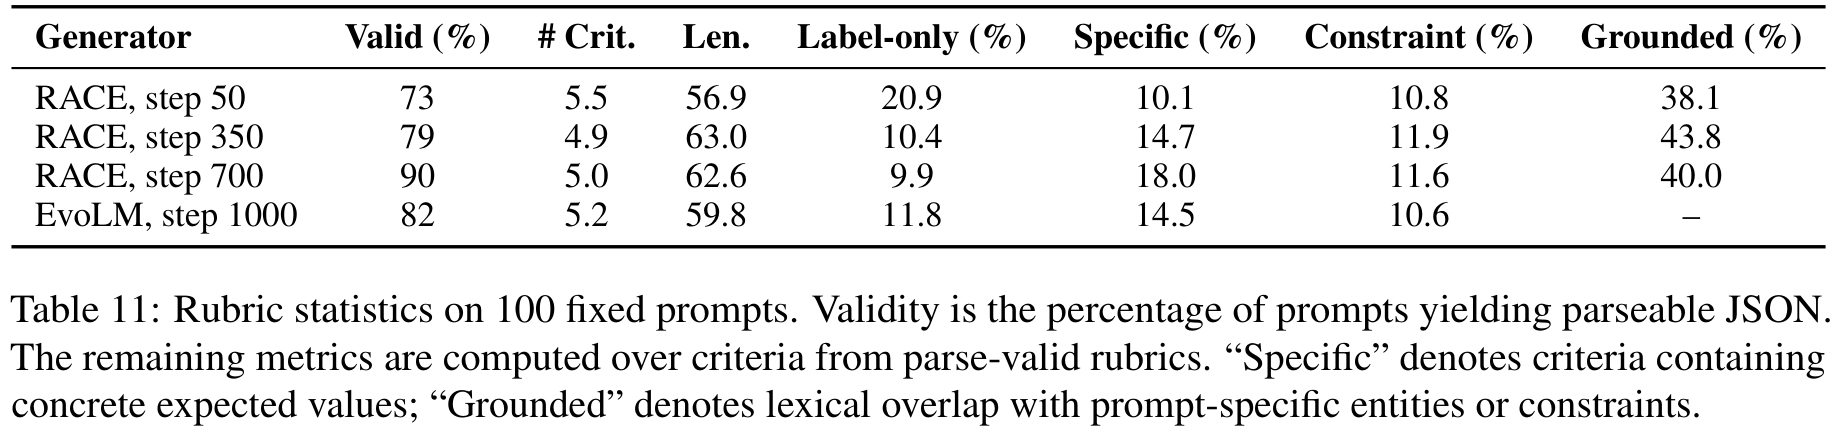 Generator Valid (%) # Crit. Len. Label-only (%) Specific (%) Constraint (%) Grounded (%)
RACE, step 50 73 5.5 56.9 20.9 10.1 10.8 38.1
RACE, step 350 79 4.9 63.0 10.4 14.7 11.9 43.8
RACE, step 700 90 5.0 62.6 9.9 18.0 11.6 40.0
EvoLM, step 1000 82 5.2 59.8 11.8 14.5 10.6 –
Table 11: Rubric statistics on 100 fixed prompts. Validity is the percentage of prompts yielding parseable JSON.
The remaining metrics are computed over criteria from parse-valid rubrics. “Specific” denotes criteria containing
concrete expected values; “Grounded” denotes lexical overlap with prompt-specific entities or constraints.